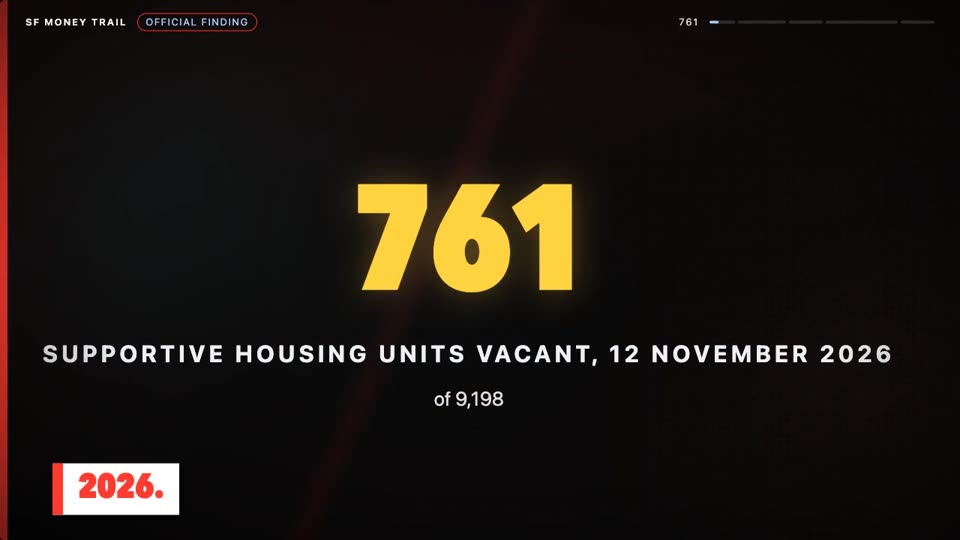 SF MONEY TRAIL OFFICIAL FINDING 761
761
SUPPORTIVE HOUSING UNITS VACANT, 12 NOVEMBER 2026
of 9,198
2026.